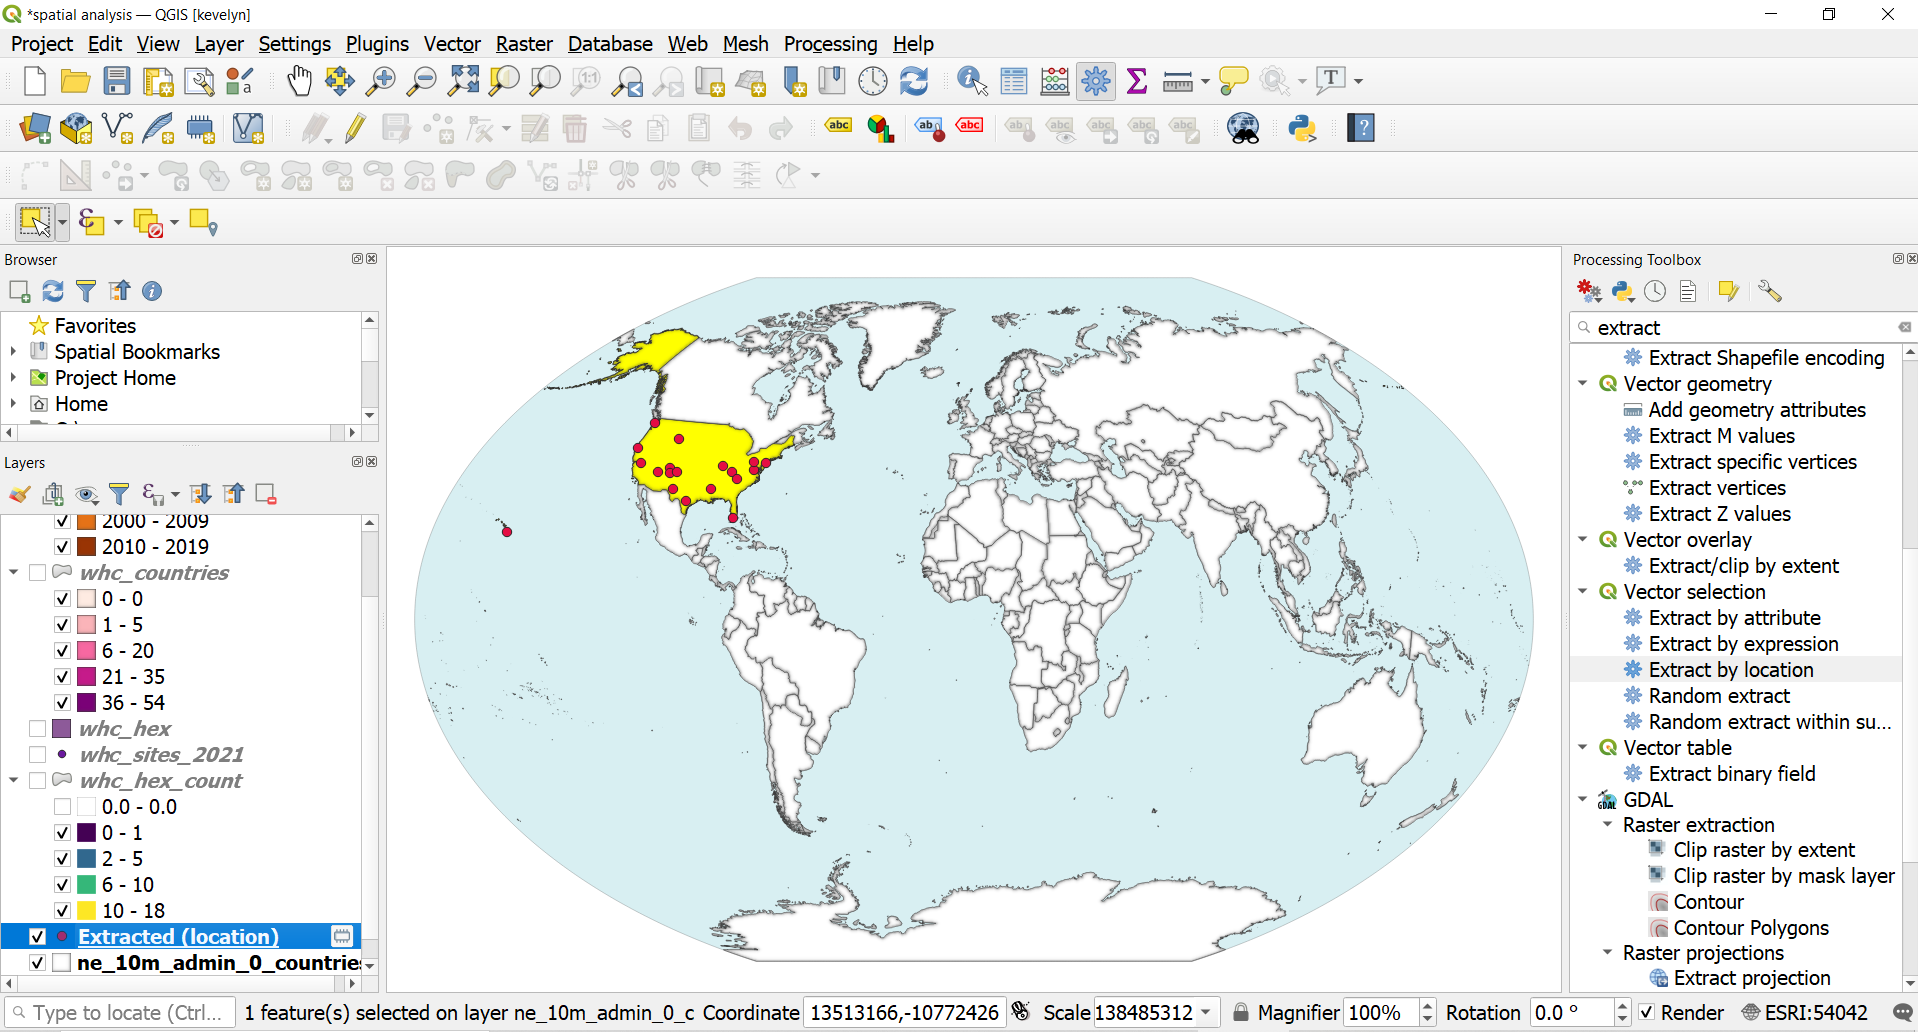 *spatial analysis — QGIS [kevelyn]
Project Edit View Layer Settings Plugins Vector Raster Database Web Mesh Processing Help
Browser
Favorites
Spatial Bookmarks
Project Home
Home
Layers
2000 - 2009
2010 - 2019
whc_countries
0 - 0
1 - 5
6 - 20
21 - 35
36 - 54
whc_hex
whc_sites_2021
whc_hex_count
0.0 - 0.0
0 - 1
2 - 5
6 - 10
10 - 18
Extracted (location)
ne_10m_admin_0_countries
Processing Toolbox
extract
Extract Shapefile encoding
Vector geometry
Add geometry attributes
Extract M values
Extract specific vertices
Extract vertices
Extract Z values
Vector overlay
Extract/clip by extent
Vector selection
Extract by attribute
Extract by expression
Extract by location
Random extract
Random extract within su...
Vector table
Extract binary field
GDAL
Raster extraction
Clip raster by extent
Clip raster by mask layer
Contour
Contour Polygons
Raster projections
Extract projection
Type to locate (Ctrl... 1 feature(s) selected on layer ne_10m_admin_0_c Coordinate 13513166,-10772426 Scale 138485312 Magnifier 100% Rotation 0.0 ° Render ESRI:54042